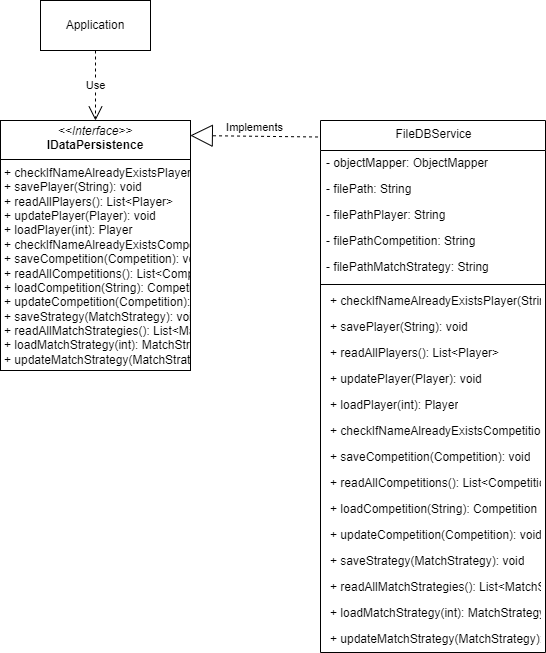 Application
Use
<<Interface>>
IDataPersistence
+ checkIfNameAlreadyExistsPlayer
+ savePlayer(String): void
+ readAllPlayers(): List<Player>
+ updatePlayer(Player): void
+ loadPlayer(int): Player
+ checkIfNameAlreadyExistsCompe
+ saveCompetition(Competition): vo
+ readAllCompetitions(): List<Comp
+ loadCompetition(String): Competi
+ updateCompetition(Competition):
+ saveStrategy(MatchStrategy): voi
+ readAllMatchStrategies(): List<Ma
+ loadMatchStrategy(int): MatchStr
+ updateMatchStrategy(MatchStrat
Implements
FileDBService
- objectMapper: ObjectMapper
- filePath: String
- filePathPlayer: String
- filePathCompetition: String
- filePathMatchStrategy: String
+ checkIfNameAlreadyExistsPlayer(Strin
+ savePlayer(String): void
+ readAllPlayers(): List<Player>
+ updatePlayer(Player): void
+ loadPlayer(int): Player
+ checkIfNameAlreadyExistsCompetitio
+ saveCompetition(Competition): void
+ readAllCompetitions(): List<Competiti
+ loadCompetition(String): Competition
+ updateCompetition(Competition): void
+ saveStrategy(MatchStrategy): void
+ readAllMatchStrategies(): List<MatchS
+ loadMatchStrategy(int): MatchStrategy
+ updateMatchStrategy(MatchStrategy):